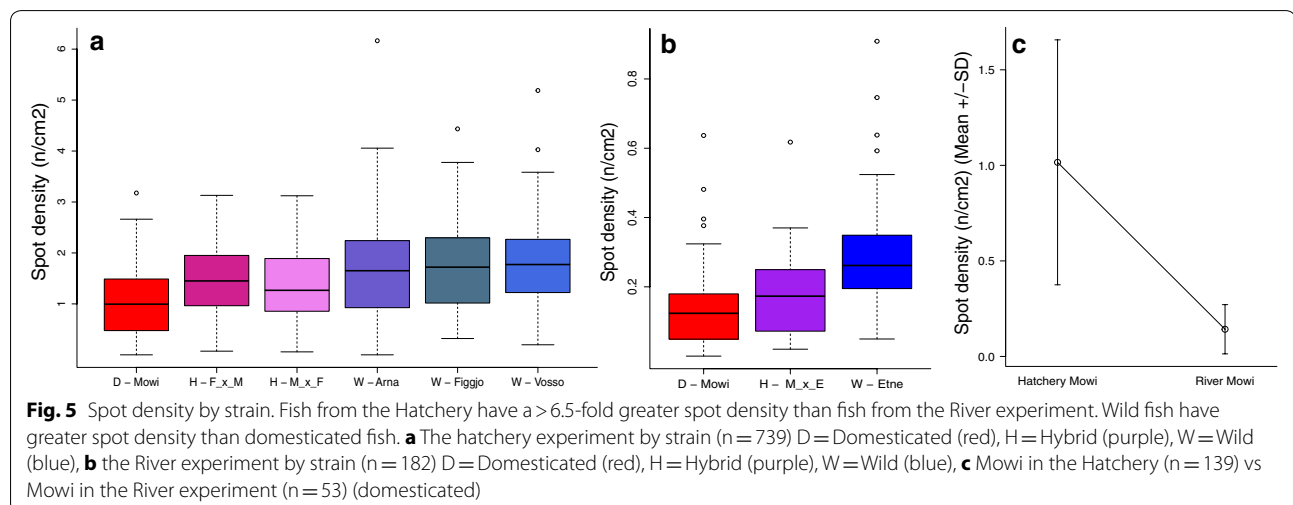 a
Spot density (n/cm2)
6
5
4
3
2
1
D – Mowi H – F_x_M H – M_x_F W – Arna W – Figgjo W – Vosso
b
Spot density (n/cm2)
0.8
0.6
0.4
0.2
D – Mowi H – M_x_E W – Etne
c
Spot density (n/cm2) (Mean +/–SD)
1.5
1.0
0.5
0.0
Hatchery Mowi River Mowi
Fig. 5 Spot density by strain. Fish from the Hatchery have a > 6.5-fold greater spot density than fish from the River experiment. Wild fish have
greater spot density than domesticated fish. a The hatchery experiment by strain (n = 739) D = Domesticated (red), H = Hybrid (purple), W = Wild
(blue), b the River experiment by strain (n = 182) D = Domesticated (red), H = Hybrid (purple), W = Wild (blue), c Mowi in the Hatchery (n = 139) vs
Mowi in the River experiment (n = 53) (domesticated)